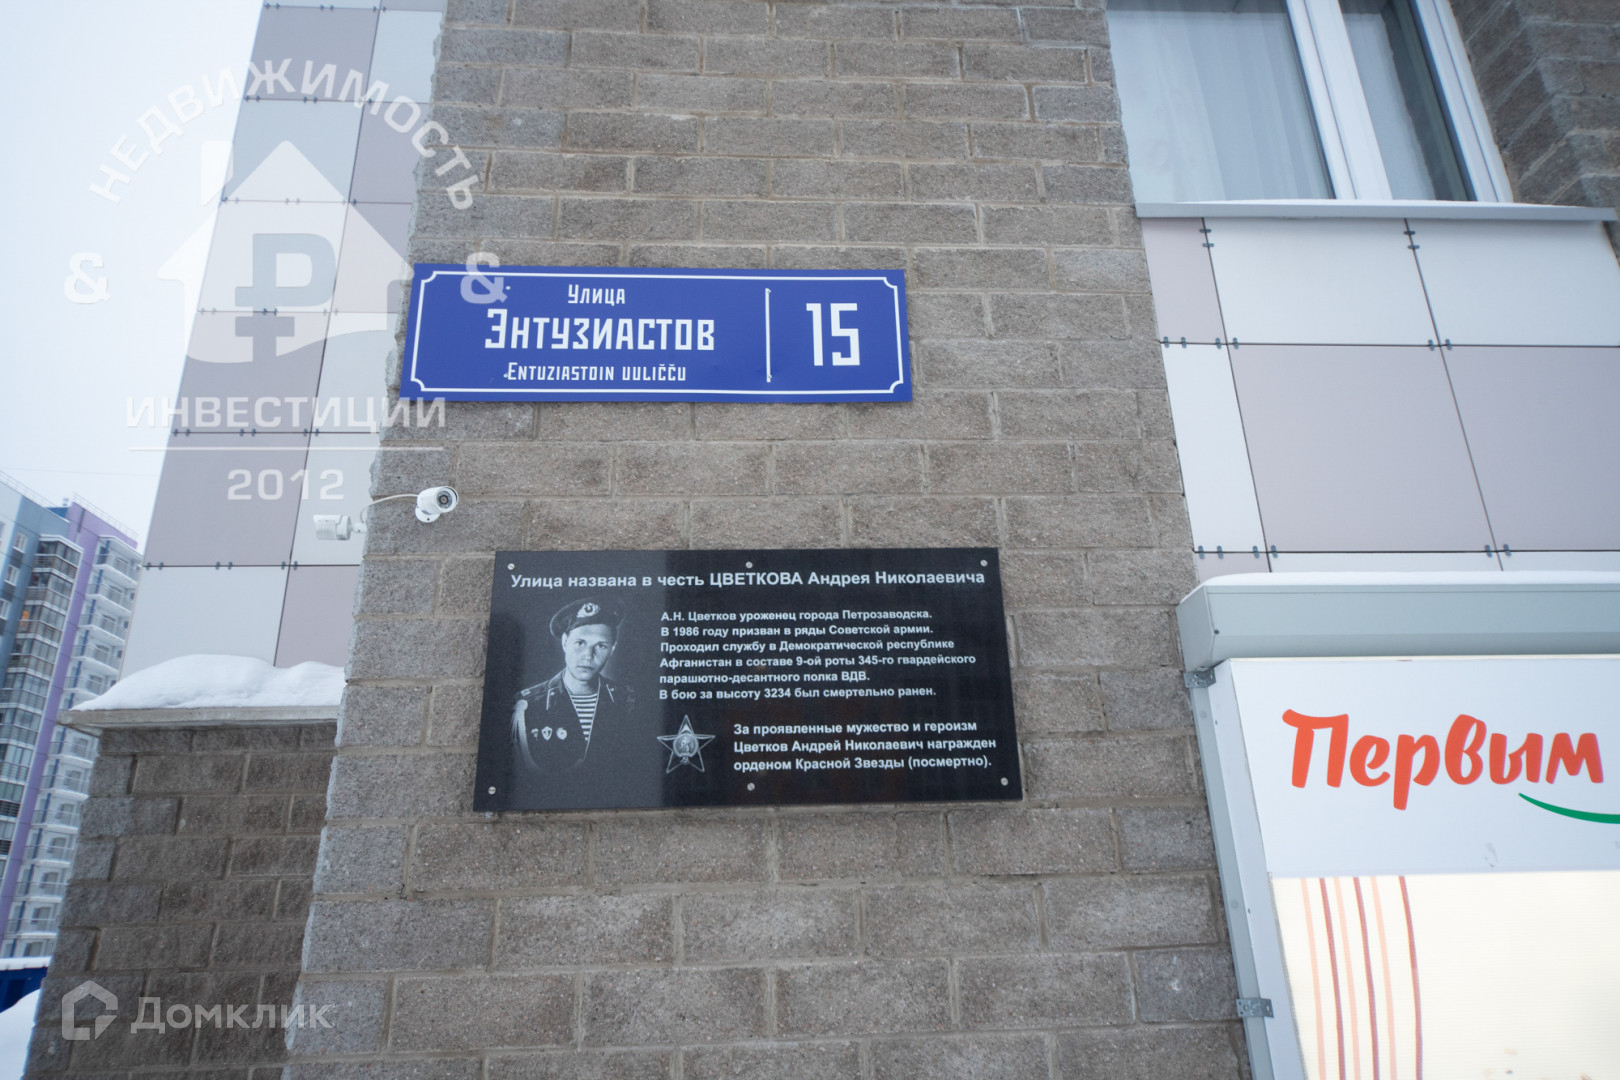 НЕДВИЖИМОСТЬ
& &
ИНВЕСТИЦИИ
2012
Улица
Энтузиастов
Entuziastoin uuličču
15
Улица названа в честь ЦВЕТКОВА Андрея Николаевича
А.Н. Цветков уроженец города Петрозаводска.
В 1986 году призван в ряды Советской армии.
Проходил службу в Демократической республике
Афганистан в составе 9-ой роты 345-го гвардейского
парашютно-десантного полка ВДВ.
В бою за высоту 3234 был смертельно ранен.
За проявленные мужество и героизм
Цветков Андрей Николаевич награжден
орденом Красной Звезды (посмертно).
Первым
Домклик